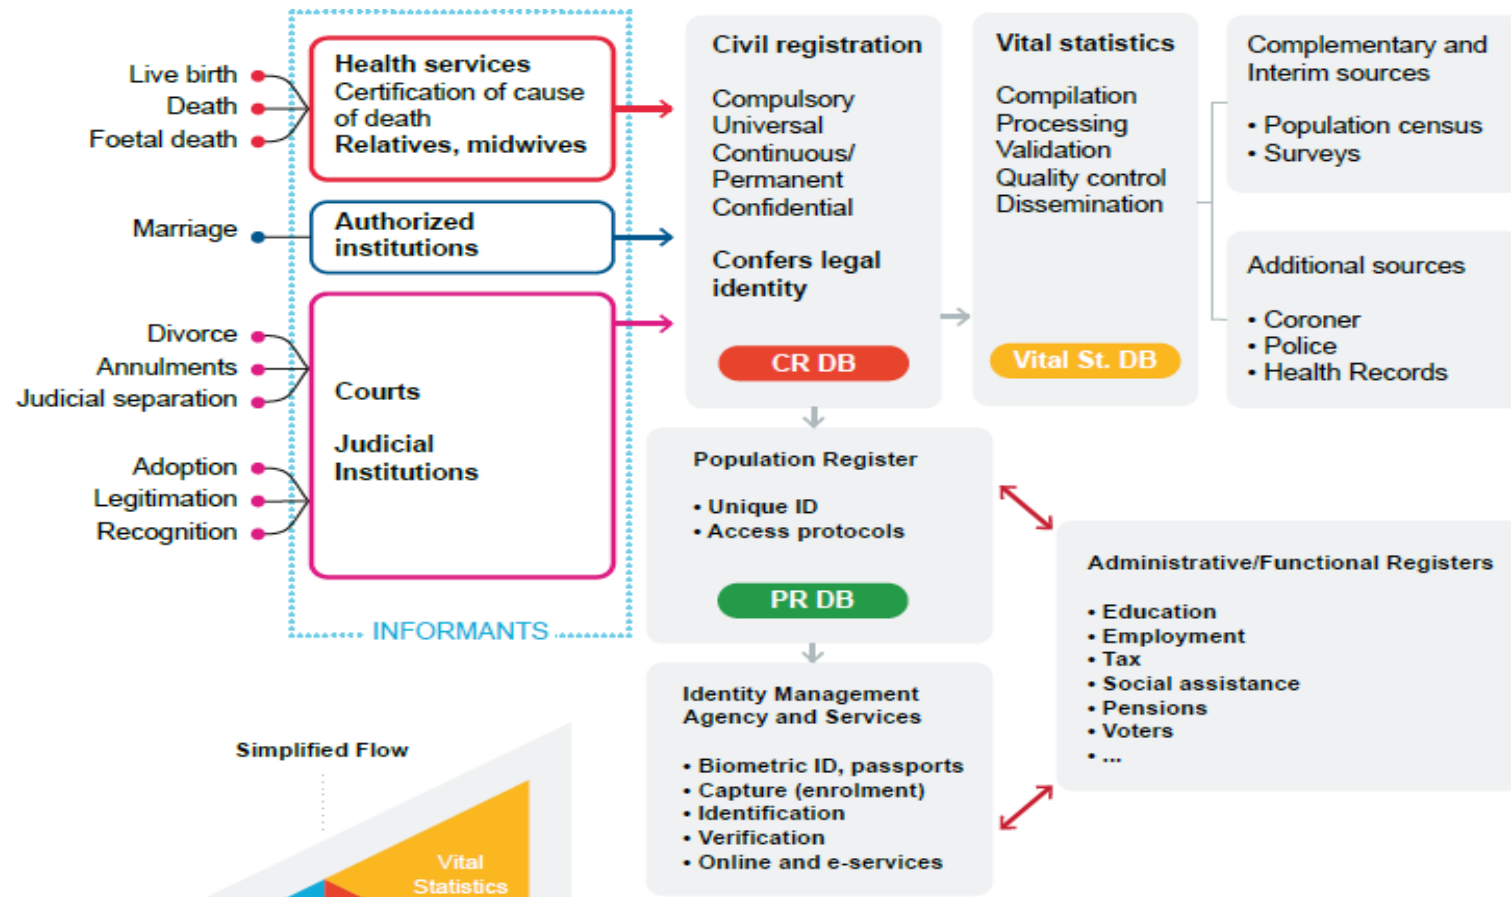 Live birth
Death
Foetal death
Marriage
Divorce
Annulments
Judicial separation
Adoption
Legitimation
Recognition
Health services
Certification of cause
of death
Relatives, midwives
Authorized
institutions
Courts
Judicial
Institutions
INFORMANTS
Civil registration
Compulsory
Universal
Continuous/
Permanent
Confidential
Confers legal
identity
CR DB
Vital statistics
Compilation
Processing
Validation
Quality control
Dissemination
Vital St. DB
Complementary and
Interim sources
• Population census
• Surveys
Additional sources
• Coroner
• Police
• Health Records
Population Register
• Unique ID
• Access protocols
PR DB
Administrative/Functional Registers
• Education
• Employment
• Tax
• Social assistance
• Pensions
• Voters
• ...
Identity Management
Agency and Services
• Biometric ID, passports
• Capture (enrolment)
• Identification
• Verification
• Online and e-services
Simplified Flow
Vital
Statistics